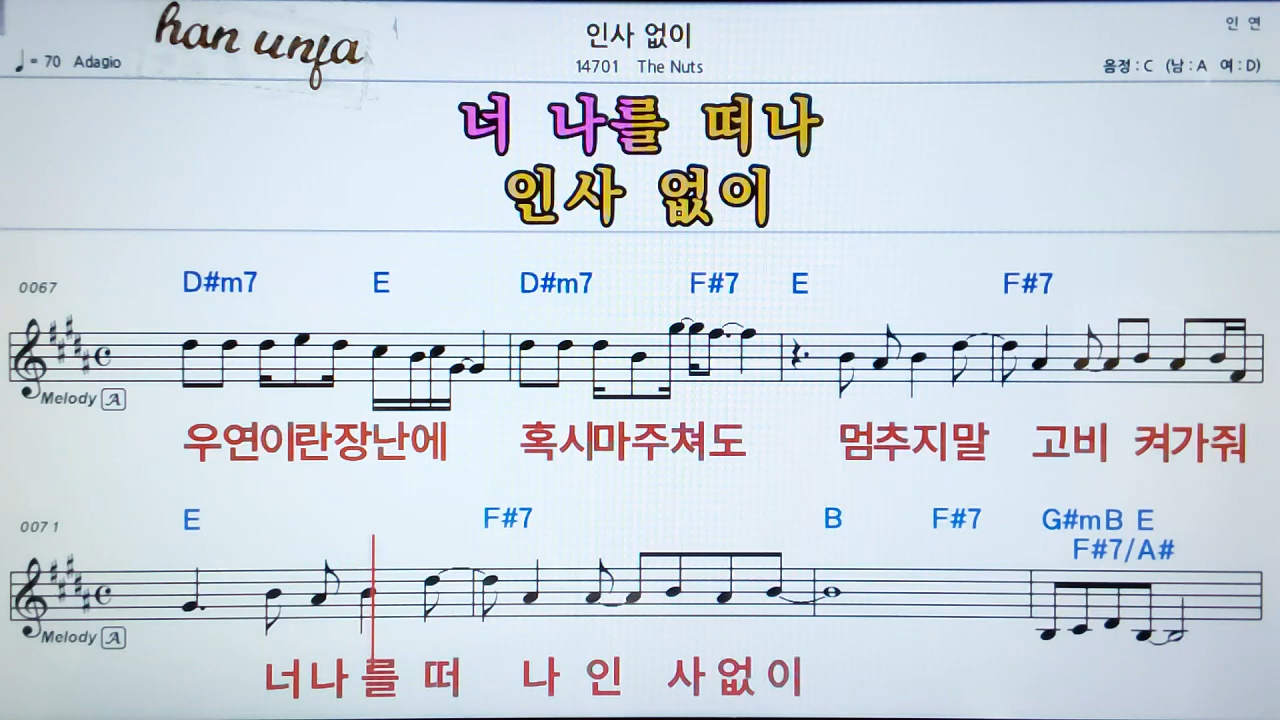 han unfa
인사 없이
인 연
♩= 70 Adagio
14701 The Nuts
음정 : C (남 : A 여 : D)
너 나를 떠나
인사 없이
0067
D#m7 E D#m7 F#7 E F#7
Melody A
우연이란장난에 혹시마주쳐도 멈추지말 고비 켜가줘
0071
E F#7 B F#7 G#mB E
F#7/A#
Melody A
너나를 떠 나 인 사없이